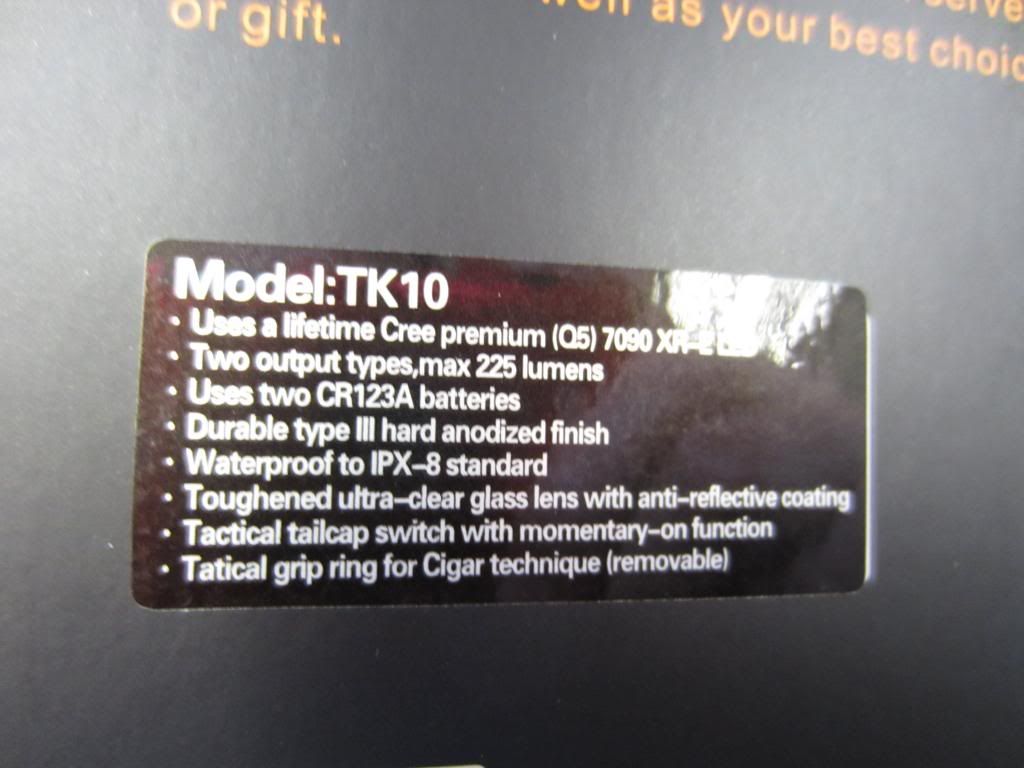 or gift.
as your best
Model:TK10
· Uses a lifetime Cree premium (Q5) 7090 XR-E
· Two output types,max 225 lumens
· Uses two CR123A batteries
· Durable type III hard anodized finish
· Waterproof to IPX-8 standard
· Toughened ultra-clear glass lens with anti-reflective coating
· Tactical tailcap switch with momentary-on function
· Tatical grip ring for Cigar technique (removable)